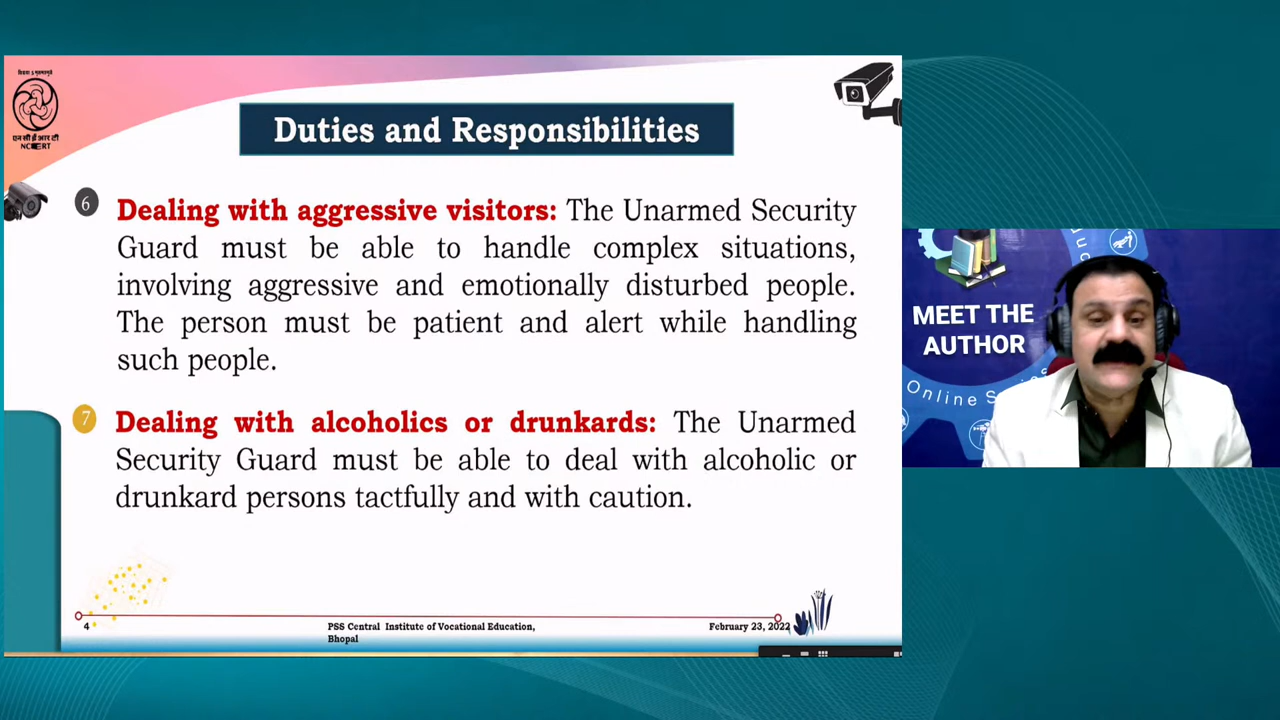 एन सी ई आर टी
NCERT
Duties and Responsibilities
6
Dealing with aggressive visitors: The Unarmed Security
Guard must be able to handle complex situations,
involving aggressive and emotionally disturbed people.
The person must be patient and alert while handling
such people.
7
Dealing with alcoholics or drunkards: The Unarmed
Security Guard must be able to deal with alcoholic or
drunkard persons tactfully and with caution.
4
PSS Central Institute of Vocational Education,
Bhopal
February 23, 2022
MEET THE
AUTHOR
Online